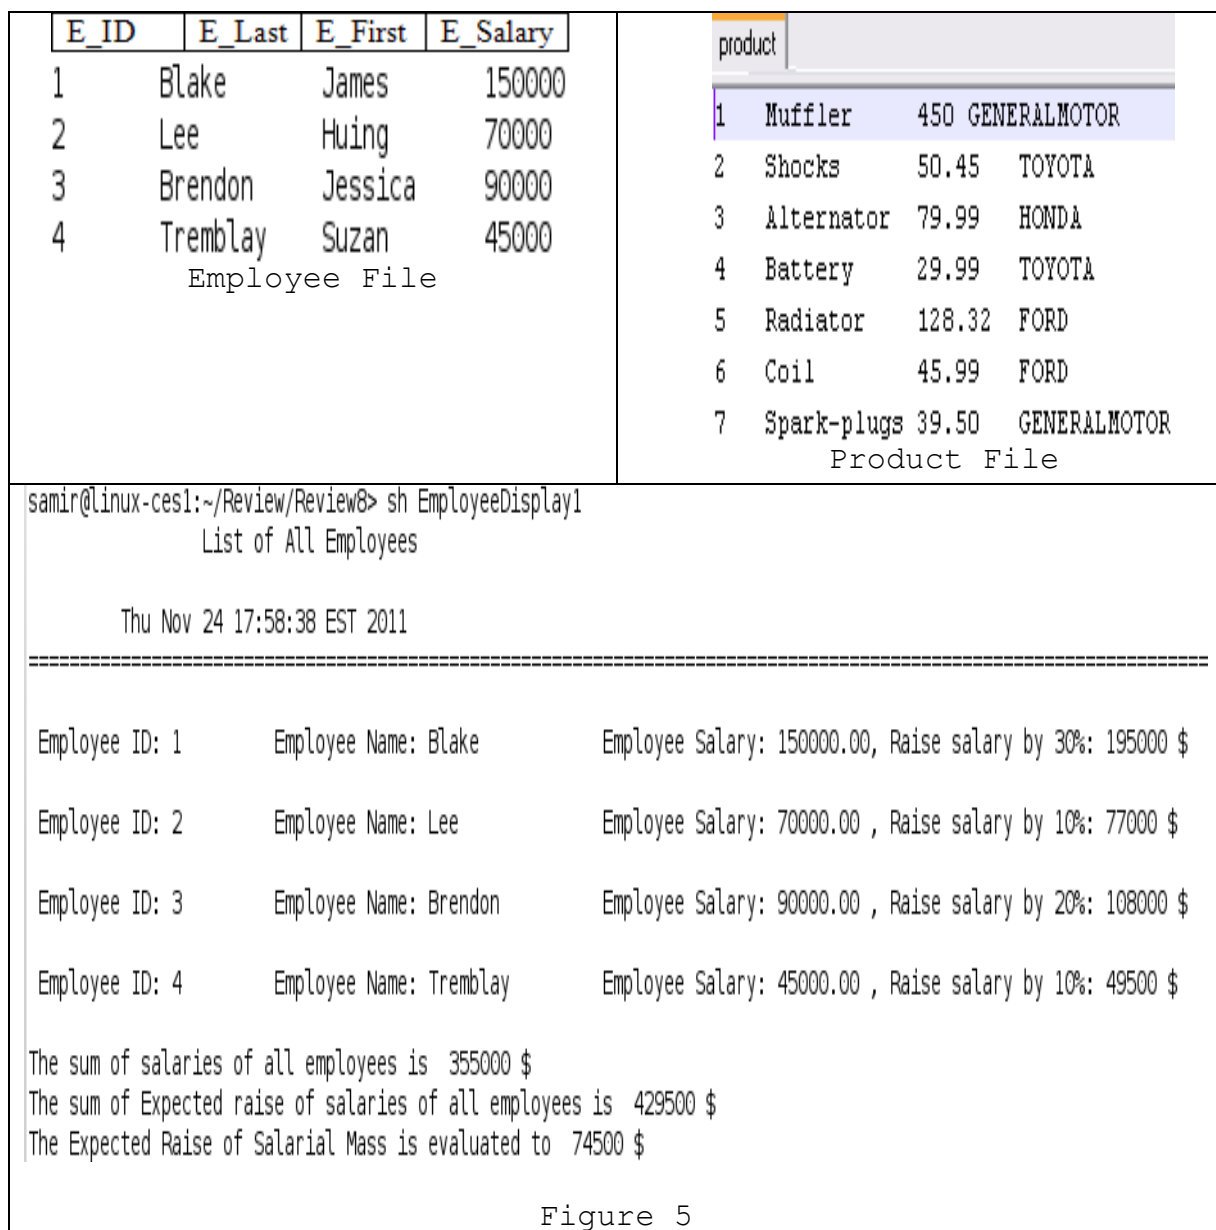 E_ID E_Last E_First E_Salary
1 Blake James 150000
2 Lee Huing 70000
3 Brendon Jessica 90000
4 Tremblay Suzan 45000
Employee File
product
1 Muffler 450 GENERALMOTOR
2 Shocks 50.45 TOYOTA
3 Alternator 79.99 HONDA
4 Battery 29.99 TOYOTA
5 Radiator 128.32 FORD
6 Coil 45.99 FORD
7 Spark-plugs 39.50 GENERALMOTOR
Product File
samir@linux-ces1:~/Review/Review8> sh EmployeeDisplay1
List of All Employees
Thu Nov 24 17:58:38 EST 2011
====================================================================================================================
Employee ID: 1 Employee Name: Blake Employee Salary: 150000.00, Raise salary by 30%: 195000 $
Employee ID: 2 Employee Name: Lee Employee Salary: 70000.00 , Raise salary by 10%: 77000 $
Employee ID: 3 Employee Name: Brendon Employee Salary: 90000.00 , Raise salary by 20%: 108000 $
Employee ID: 4 Employee Name: Tremblay Employee Salary: 45000.00 , Raise salary by 10%: 49500 $
The sum of salaries of all employees is 355000 $
The sum of Expected raise of salaries of all employees is 429500 $
The Expected Raise of Salarial Mass is evaluated to 74500 $
Figure 5